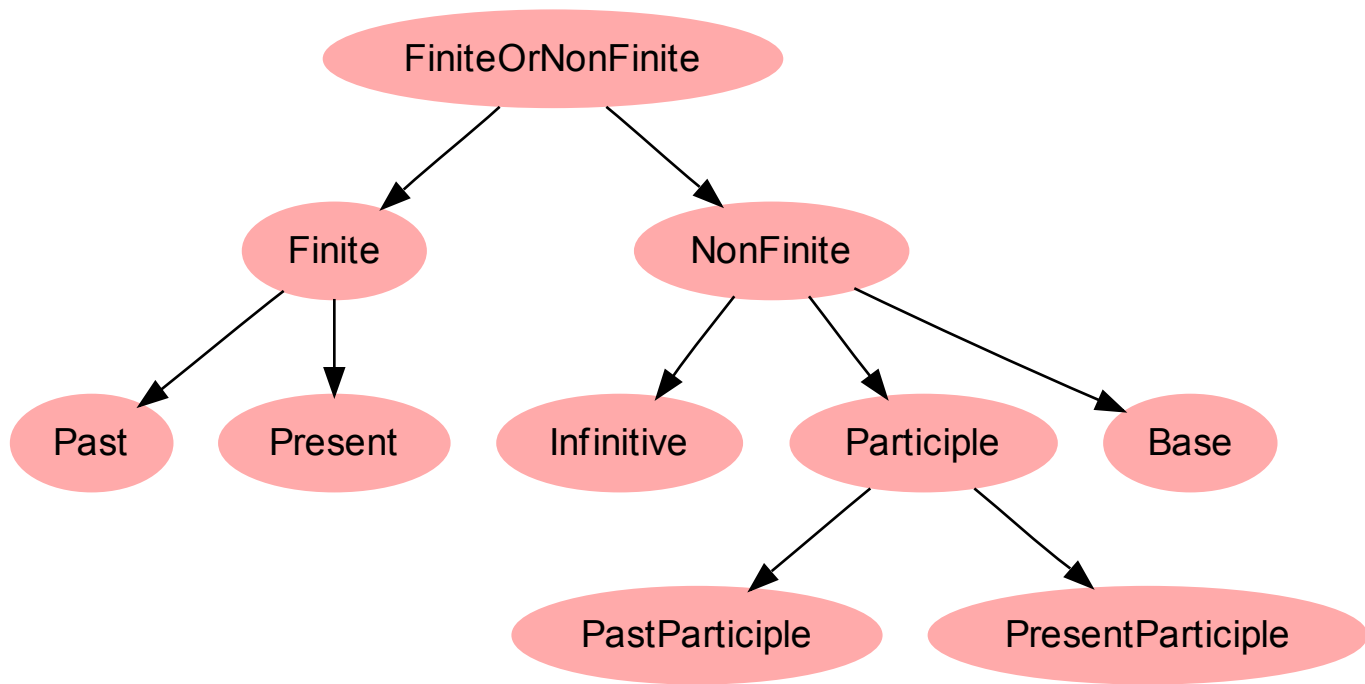 FiniteOrNonFinite
Finite
NonFinite
Past
Present
Infinitive
Participle
Base
PastParticiple
PresentParticiple